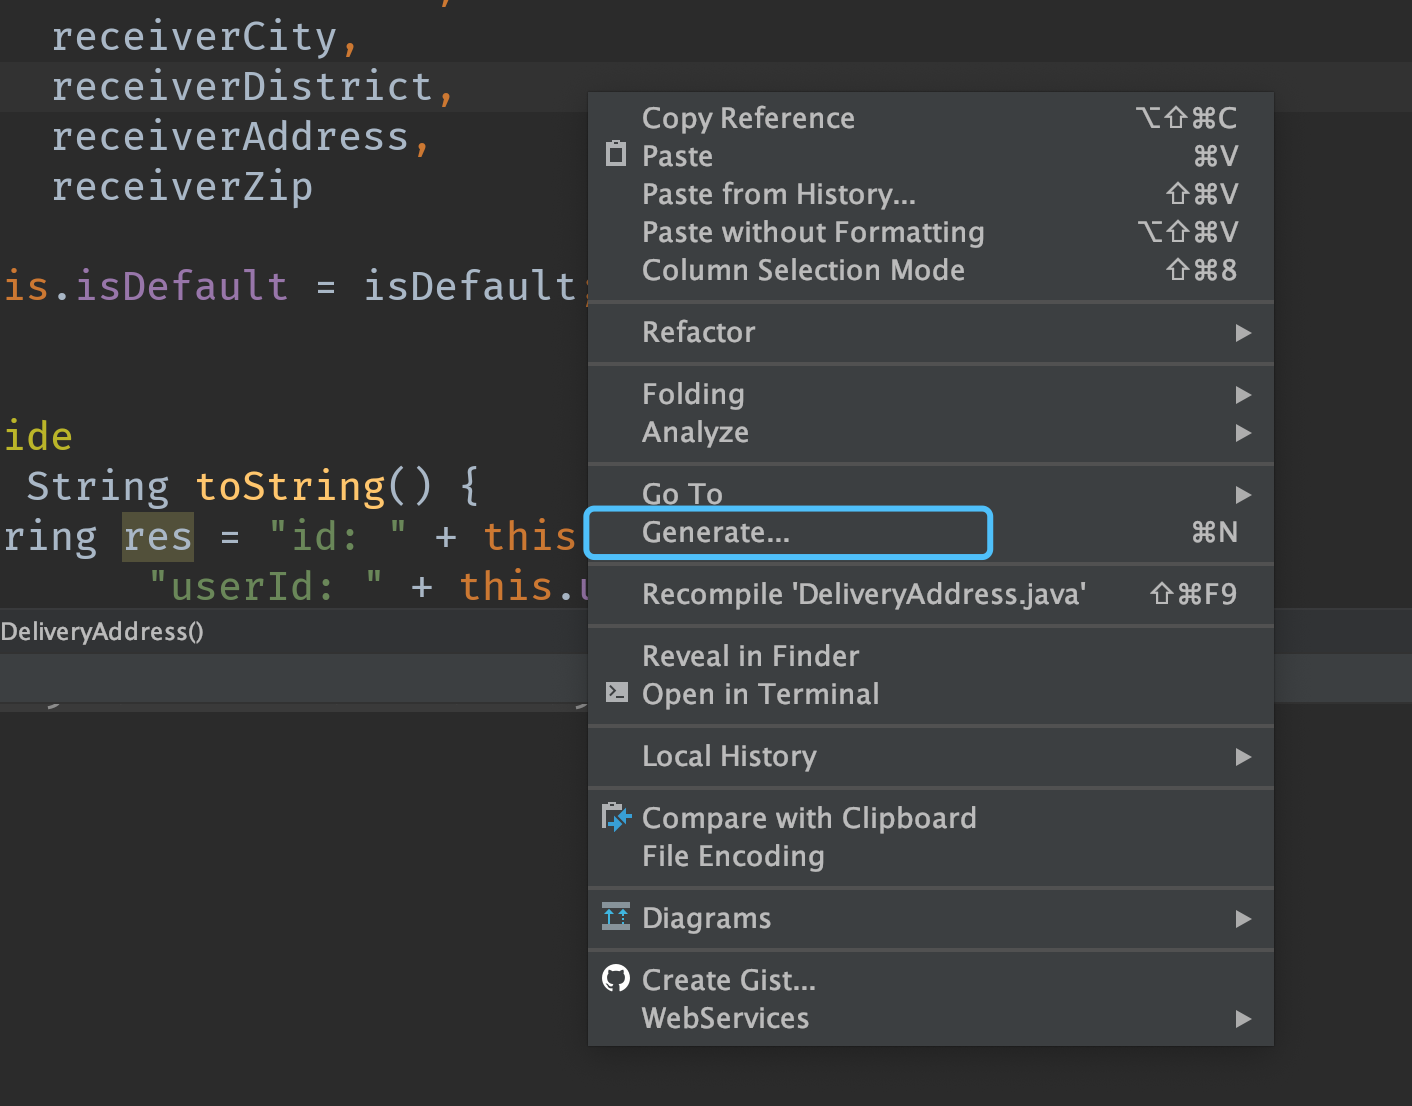 receiverCity,
receiverDistrict,
receiverAddress,
receiverZip
is.isDefault = isDefault;
ide
String toString() {
ring res = "id: " + this
"userId: " + this.u
DeliveryAddress()
Copy Reference ⌥⇧⌘C
Paste ⌘V
Paste from History... ⇧⌘V
Paste without Formatting ⌥⇧⌘V
Column Selection Mode ⇧⌘8
Refactor
Folding
Analyze
Go To
Generate... ⌘N
Recompile 'DeliveryAddress.java' ⇧⌘F9
Reveal in Finder
Open in Terminal
Local History
Compare with Clipboard
File Encoding
Diagrams
Create Gist...
WebServices